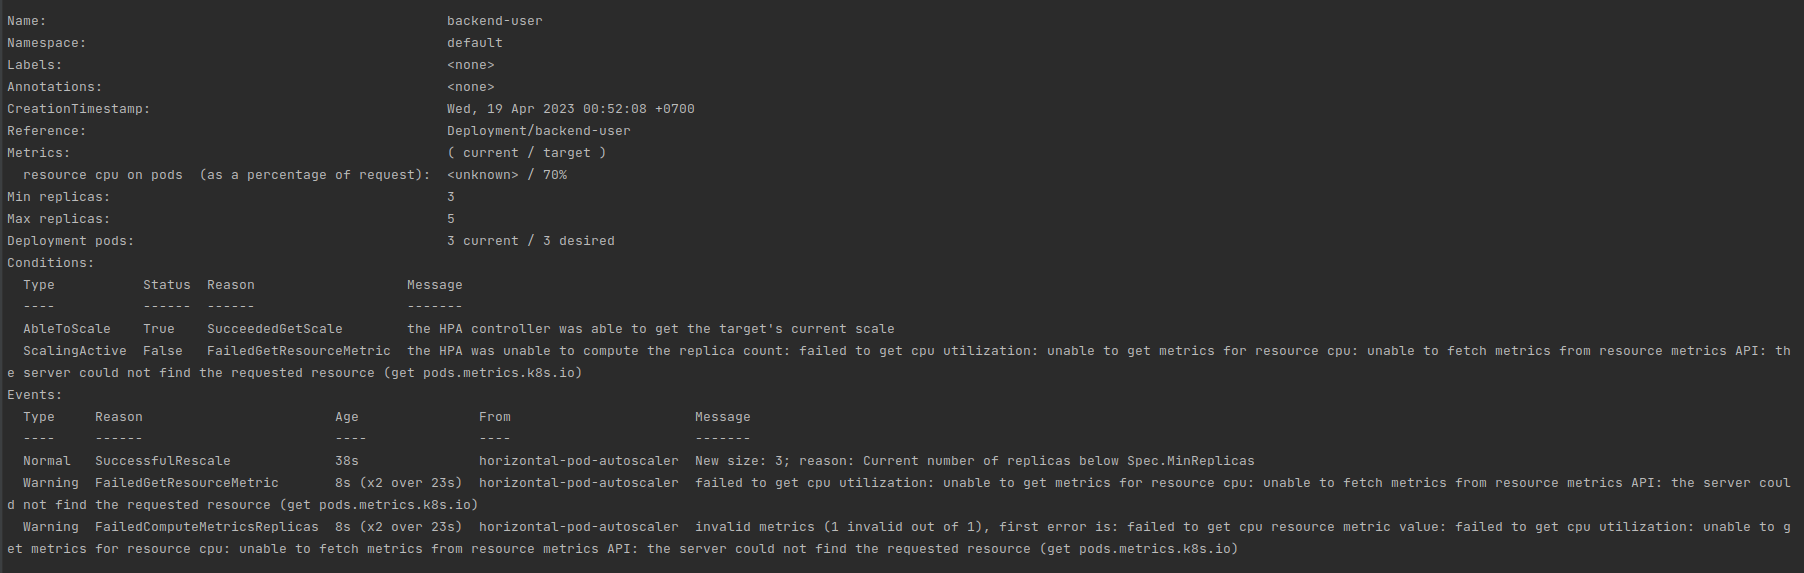 Name:                                                  backend-user
Namespace:                                             default
Labels:                                                <none>
Annotations:                                           <none>
CreationTimestamp:                                     Wed, 19 Apr 2023 00:52:08 +0700
Reference:                                             Deployment/backend-user
Metrics:                                               ( current / target )
  resource cpu on pods  (as a percentage of request):  <unknown> / 70%
Min replicas:                                          3
Max replicas:                                          5
Deployment pods:                                       3 current / 3 desired
Conditions:
  Type           Status  Reason                   Message
  ----           ------  ------                   -------
  AbleToScale    True    SucceededGetScale        the HPA controller was able to get the target's current scale
  ScalingActive  False   FailedGetResourceMetric  the HPA was unable to compute the replica count: failed to get cpu utilization: unable to get metrics for resource cpu: unable to fetch metrics from resource metrics API: th
e server could not find the requested resource (get pods.metrics.k8s.io)
Events:
  Type     Reason                        Age               From                       Message
  ----     ------                        ----              ----                       -------
  Normal   SuccessfulRescale             38s               horizontal-pod-autoscaler  New size: 3; reason: Current number of replicas below Spec.MinReplicas
  Warning  FailedGetResourceMetric       8s (x2 over 23s)  horizontal-pod-autoscaler  failed to get cpu utilization: unable to get metrics for resource cpu: unable to fetch metrics from resource metrics API: the server coul
d not find the requested resource (get pods.metrics.k8s.io)
  Warning  FailedComputeMetricsReplicas  8s (x2 over 23s)  horizontal-pod-autoscaler  invalid metrics (1 invalid out of 1), first error is: failed to get cpu resource metric value: failed to get cpu utilization: unable to g
et metrics for resource cpu: unable to fetch metrics from resource metrics API: the server could not find the requested resource (get pods.metrics.k8s.io)